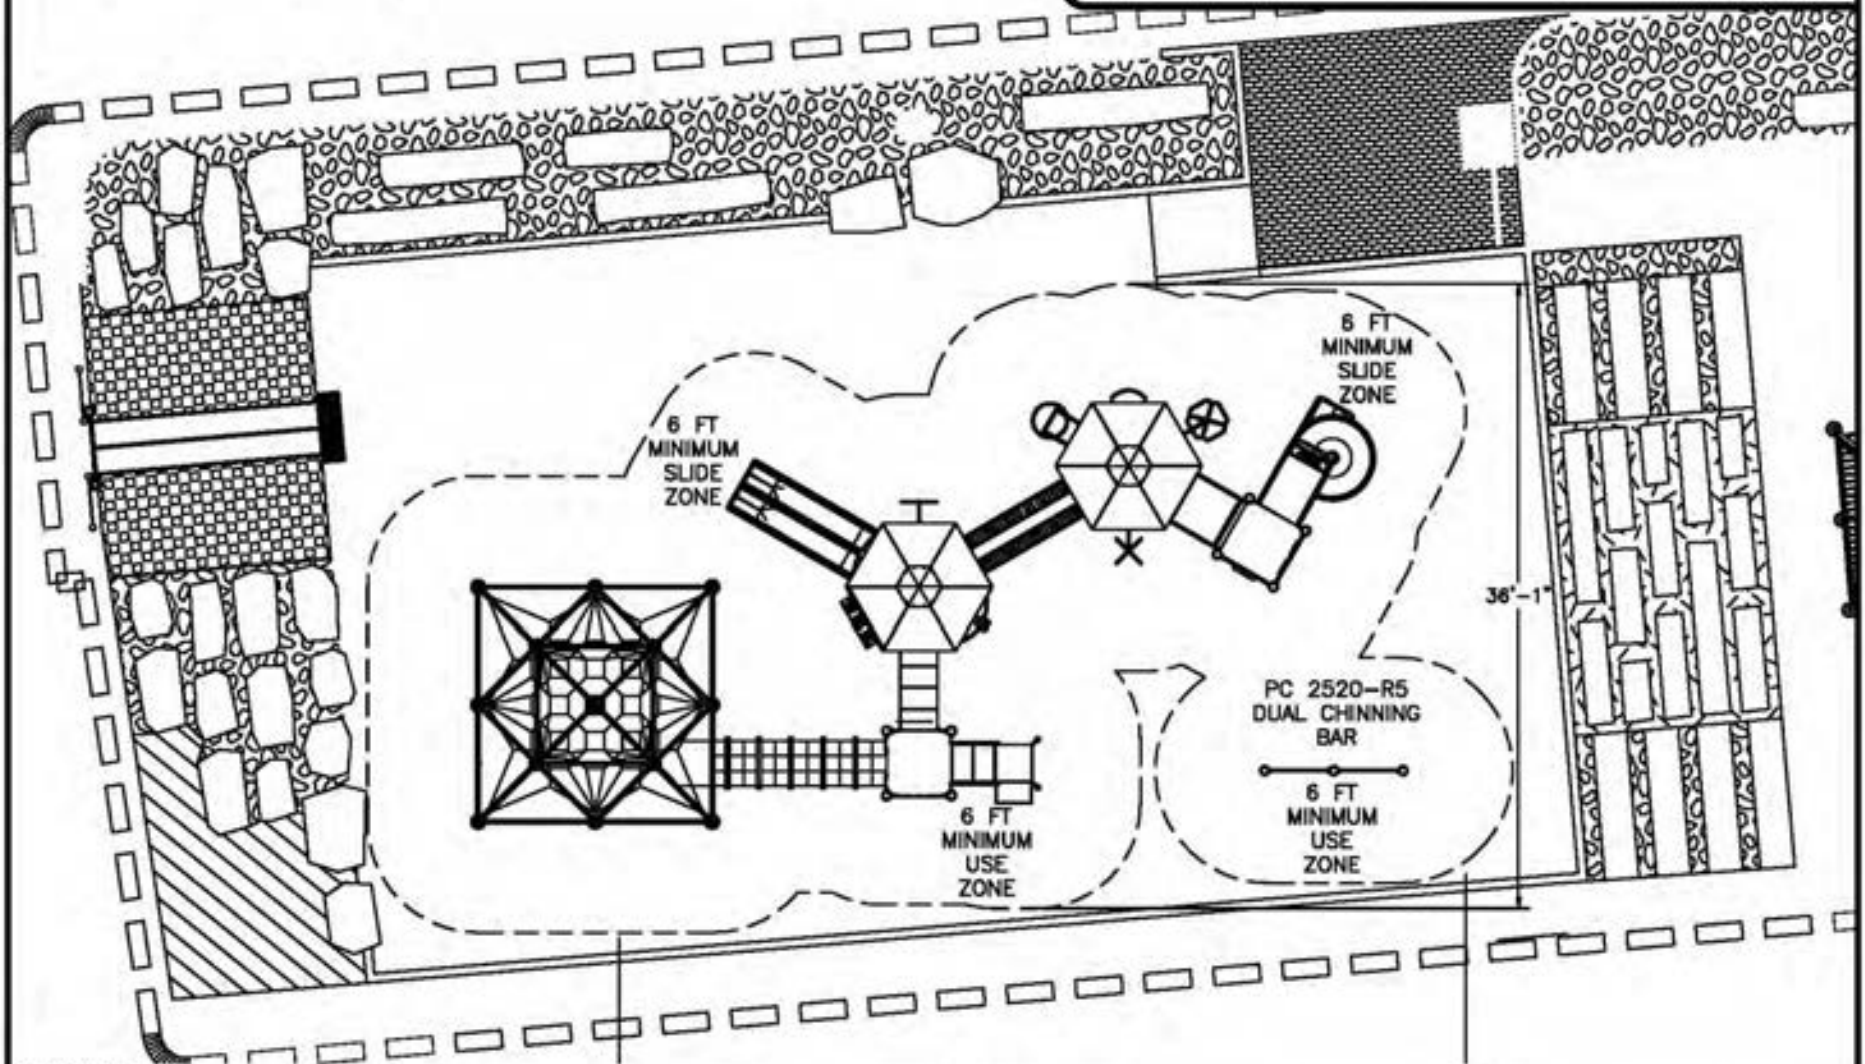 6 FT
MINIMUM
SLIDE
ZONE
6 FT
MINIMUM
SLIDE
ZONE
36'-1"
PC 2520-R5
DUAL CHINNING
BAR
6 FT
MINIMUM
USE
ZONE
6 FT
MINIMUM
USE
ZONE